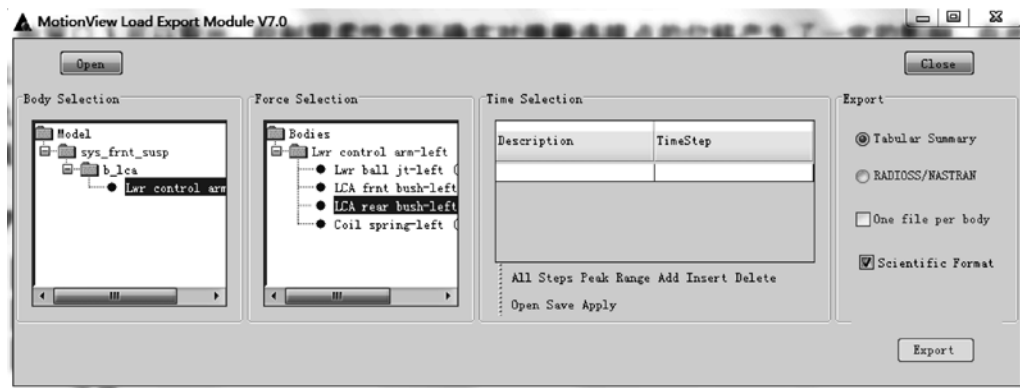 MotionView Load Export Module V7.0
Open
Close
Body Selection
Model
sys_frnt_susp
b_lca
Lwr control arm
Force Selection
Bodies
Lwr control arm-left
Lwr ball jt-left (
LCA frnt bush-left
LCA rear bush-left
Coil spring-left (
Time Selection
Description TimeStep
All Steps Peak Range Add Insert Delete
Open Save Apply
Export
Tabular Summary
RADIOSS/NASTRAN
One file per body
Scientific Format
Export